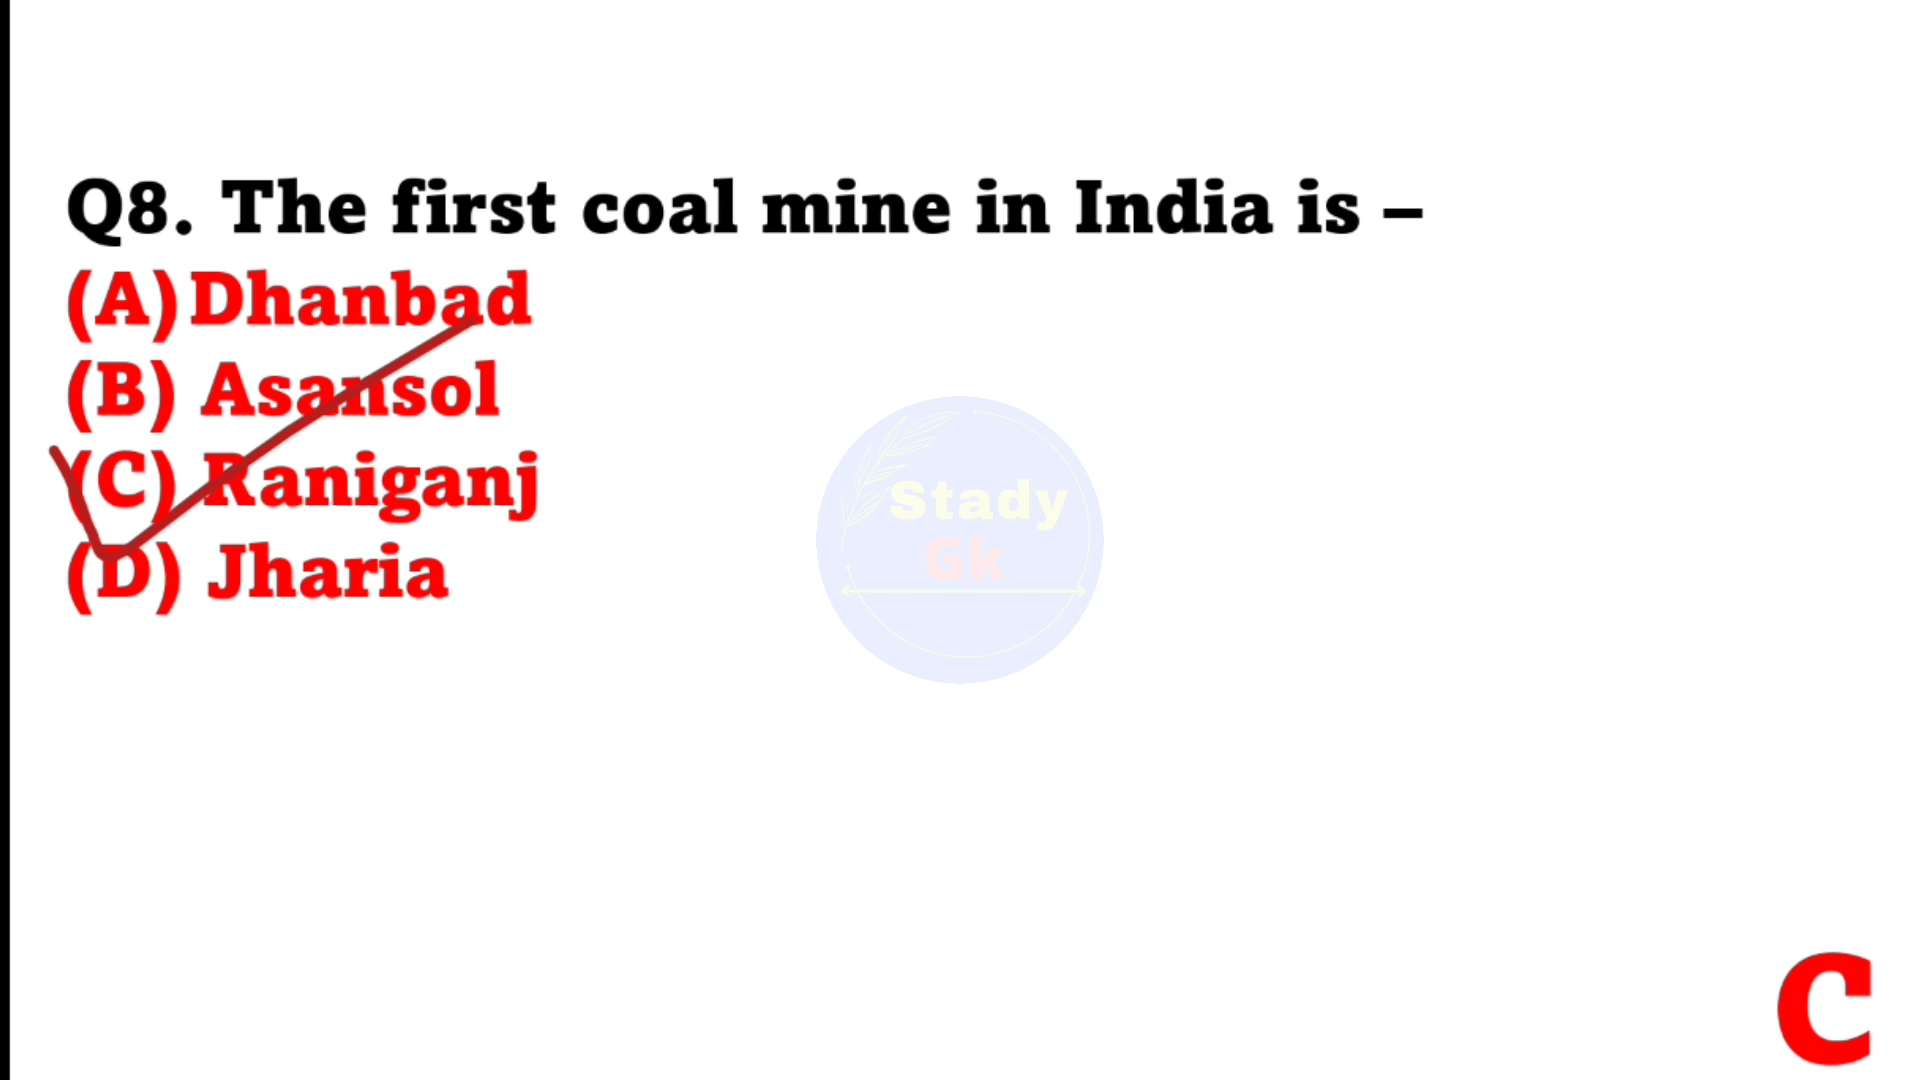 Q8. The first coal mine in India is –
(A) Dhanbad
(B) Asansol
(C) Raniganj
(D) Jharia
Stady
Gk
C